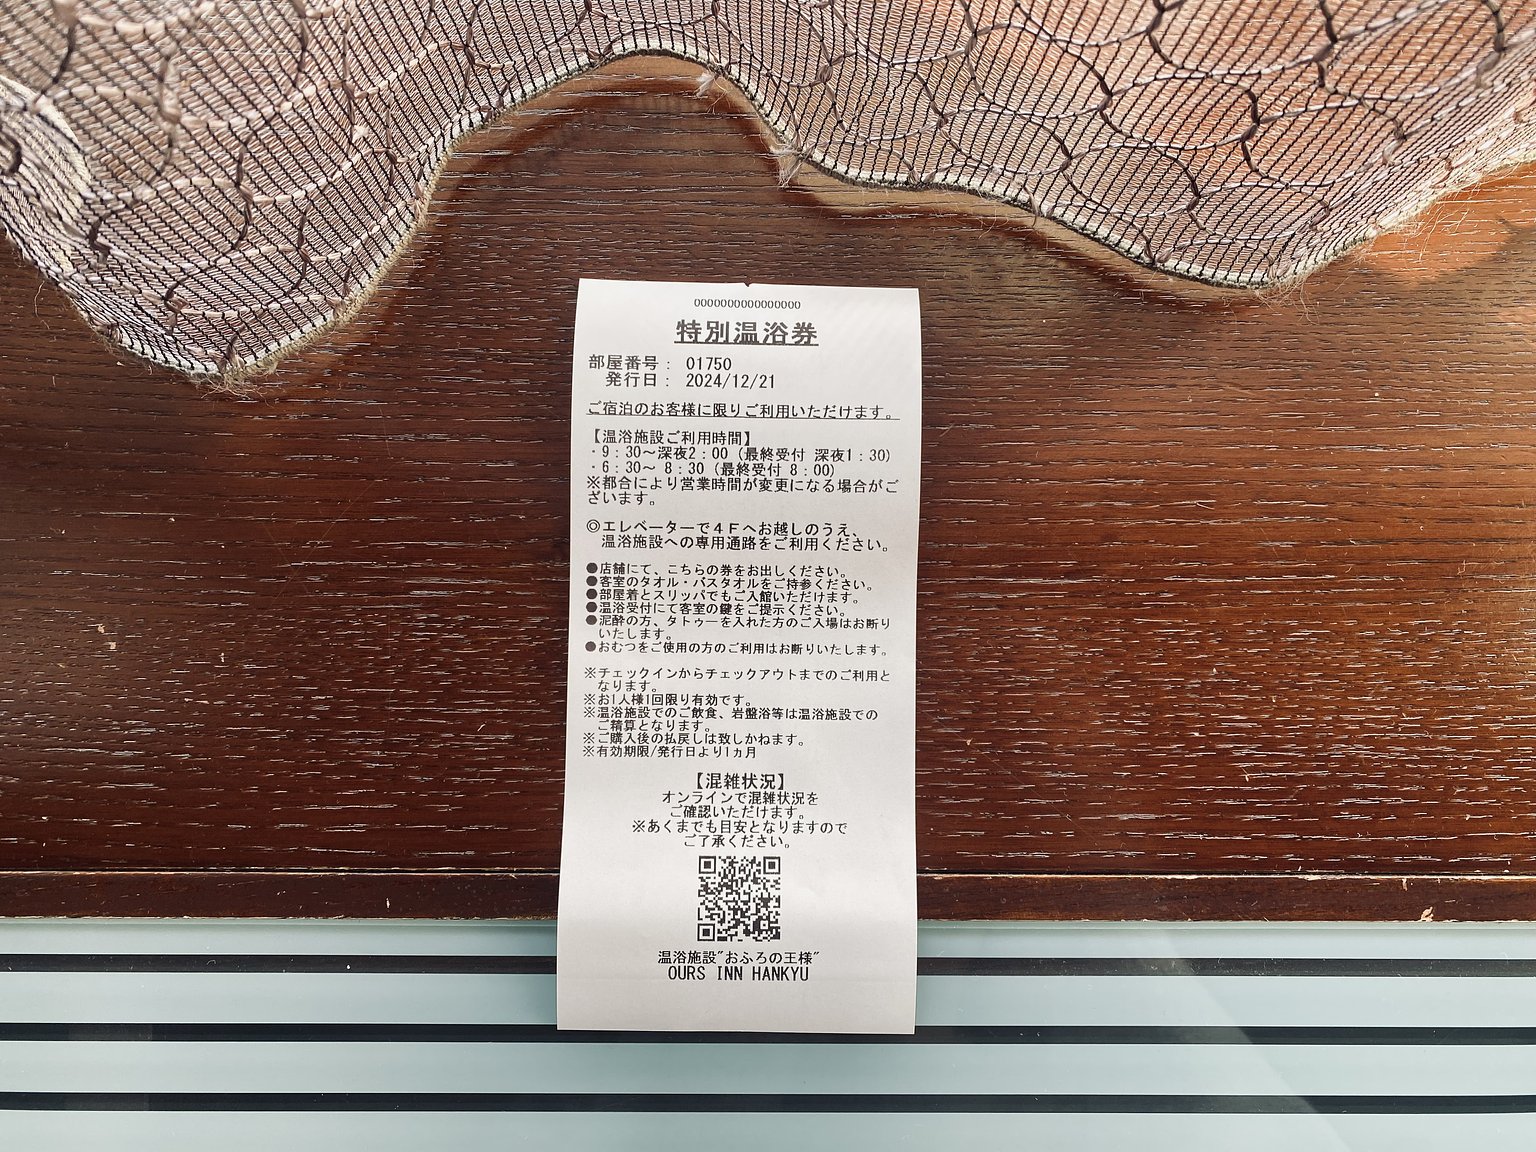 0000000000000000
特別温浴券
部屋番号： 01750
発行日： 2024/12/21
ご宿泊のお客様に限りご利用いただけます。
【温浴施設ご利用時間】
・9：30～深夜2：00（最終受付 深夜1：30）
・6：30～ 8：30（最終受付 8：00）
※都合により営業時間が変更になる場合がご
ざいます。
◎エレベーターで４Ｆへお越しのうえ、
温浴施設への専用通路をご利用ください。
●店舗にて、こちらの券をお出しください。
●客室のタオル・バスタオルをご持参ください。
●部屋着とスリッパでもご入館いただけます。
●温浴受付にて客室の鍵をご提示ください。
●泥酔の方、タトゥーを入れた方のご入場はお断り
いたします。
●おむつをご使用の方のご利用はお断りいたします。
※チェックインからチェックアウトまでのご利用と
なります。
※お1人様1回限り有効です。
※温浴施設でのご飲食、岩盤浴等は温浴施設での
ご精算となります。
※ご購入後の払戻しは致しかねます。
※有効期限/発行日より1ヵ月
【混雑状況】
オンラインで混雑状況を
ご確認いただけます。
※あくまでも目安となりますので
ご了承ください。
温浴施設"おふろの王様"
OURS INN HANKYU